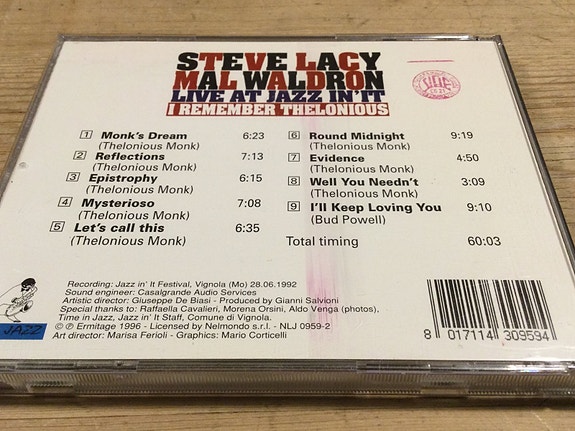 STEVE LACY
MAL WALDRON
LIVE AT JAZZ IN'IT
I REMEMBER THELONIOUS
1 Monk's Dream 6:23
(Thelonious Monk)
2 Reflections 7:13
(Thelonious Monk)
3 Epistrophy 6:15
(Thelonious Monk)
4 Mysterioso 7:08
(Thelonious Monk)
5 Let's call this 6:35
(Thelonious Monk)
6 Round Midnight 9:19
(Thelonious Monk)
7 Evidence 4:50
(Thelonious Monk)
8 Well You Needn't 3:09
(Thelonious Monk)
9 I'll Keep Loving You 9:10
(Bud Powell)
Total timing 60:03
Recording: Jazz in' It Festival, Vignola (Mo) 28.06.1992
Sound engineer: Casalgrande Audio Services
Artistic director: Giuseppe De Biasi - Produced by Gianni Salvioni
Special thanks to: Raffaella Cavalieri, Morena Orsini, Aldo Venga (photos),
Time in Jazz, Jazz in' It Staff, Comune di Vignola.
© ℗ Ermitage 1996 - Licensed by Nelmondo s.r.l. - NLJ 0959-2
Art director: Marisa Ferioli - Graphics: Mario Corticelli
JAZZ
8 017114 309594